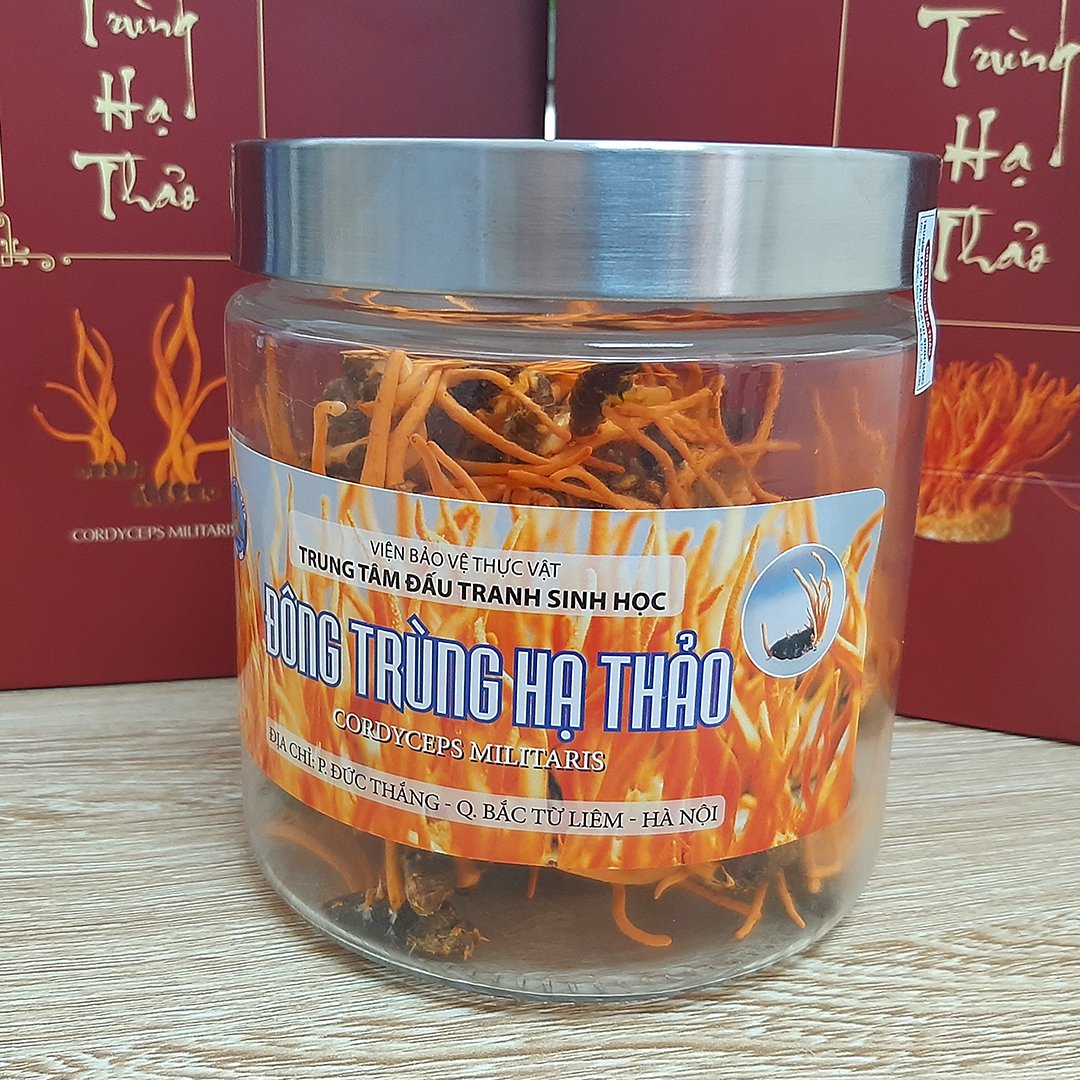 Trùng
Hạ
Thảo
CORDYCEPS MILITARIS
Trùng
Hạ
Thảo
VIỆN BẢO VỆ THỰC VẬT
TRUNG TÂM ĐẤU TRANH SINH HỌC
ĐÔNG TRÙNG HẠ THẢO
CORDYCEPS MILITARIS
ĐỊA CHỈ: P. ĐỨC THẮNG - Q. BẮC TỪ LIÊM - HÀ NỘI